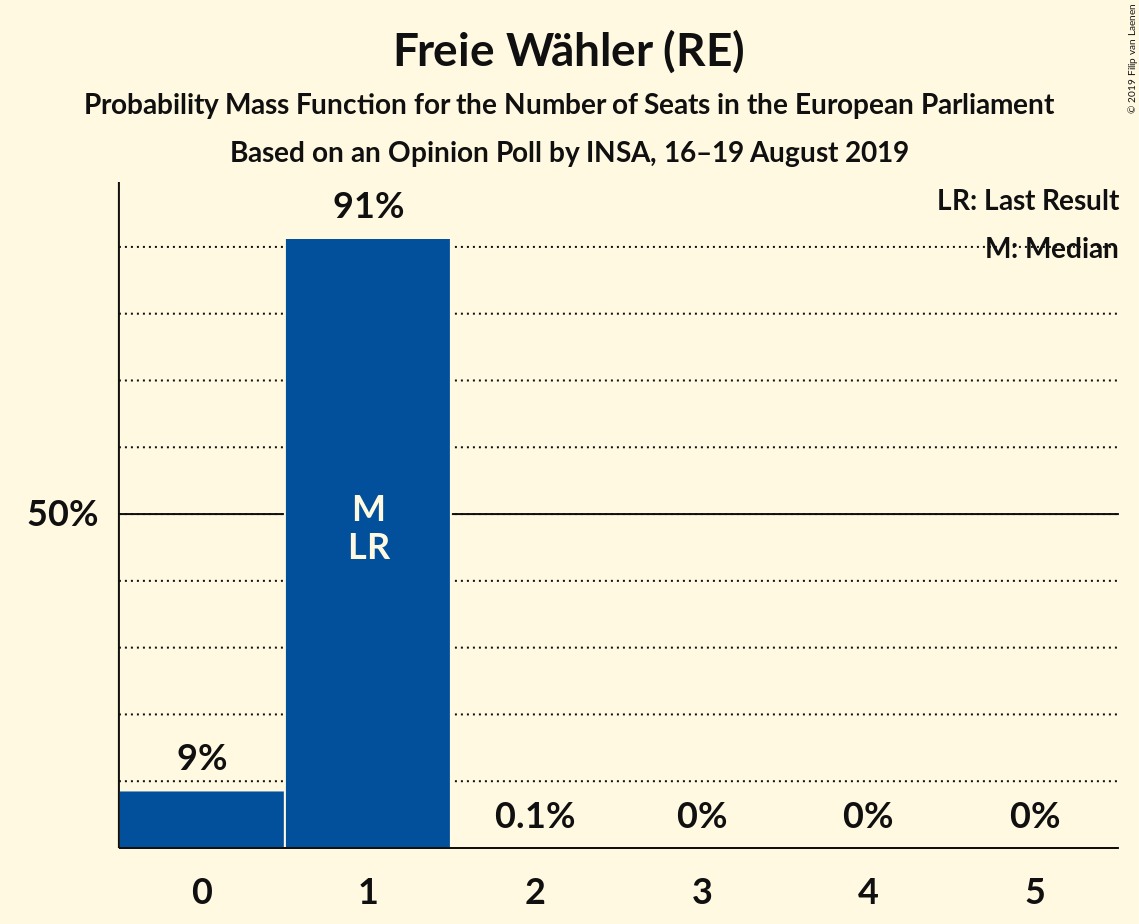 Freie Wähler (RE)
Probability Mass Function for the Number of Seats in the European Parliament
Based on an Opinion Poll by INSA, 16–19 August 2019
© 2019 Filip van Laenen
LR: Last Result
M: Median
91%
50%
M
LR
9%
0.1%
0%
0%
0%
0 1 2 3 4 5